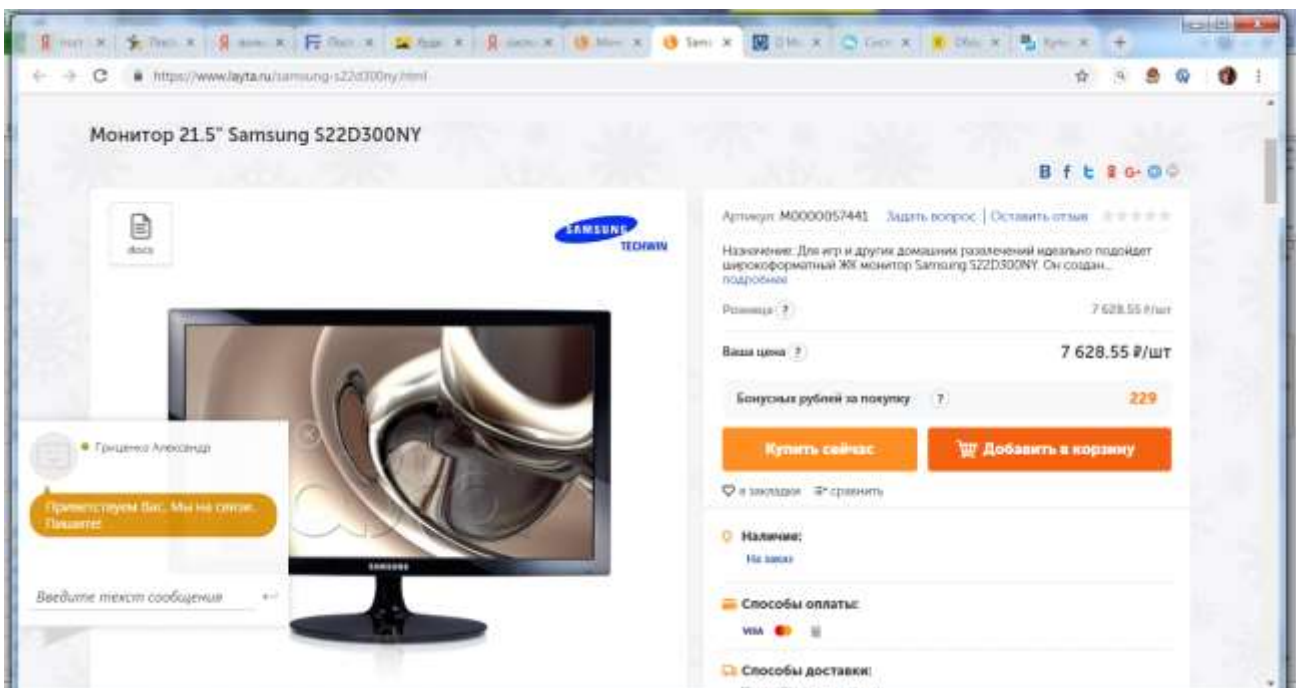 https://www.layta.ru/samsung-s22d300ny.html
Монитор 21.5" Samsung S22D300NY
docs
SAMSUNG
TECHWIN
Артикул: М0000057441 Задать вопрос | Оставить отзыв
Назначение: Для игр и других домашних развлечений идеально подойдет
широкоформатный ЖК монитор Samsung S22D300NY. Он создан...
подробнее
Розница ? 7 628.55 ₽/шт
Ваша цена ? 7 628.55 ₽/шт
Бонусных рублей за покупку ? 229
Купить сейчас
Добавить в корзину
в закладки сравнить
Наличие:
На заказ
Способы оплаты:
VISA
Способы доставки:
SAMSUNG
Гриценко Александр
Приветствуем Вас. Мы на связи.
Пишите!
Введите текст сообщения